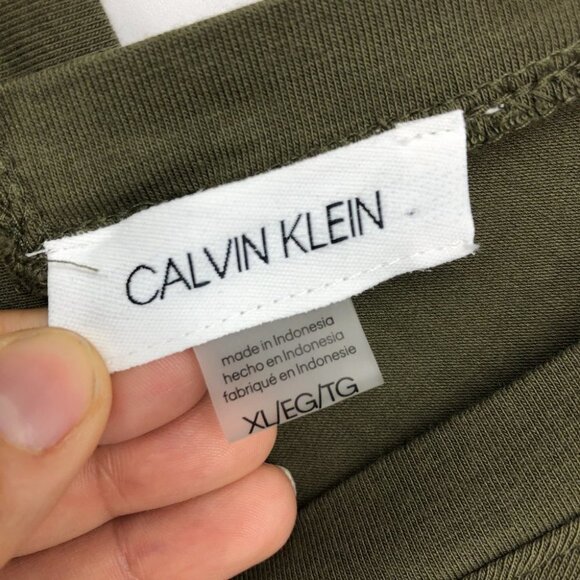 CALVIN KLEIN
made in Indonesia
hecho en Indonesia
fabriqué en Indonesie
XL/EG/TG